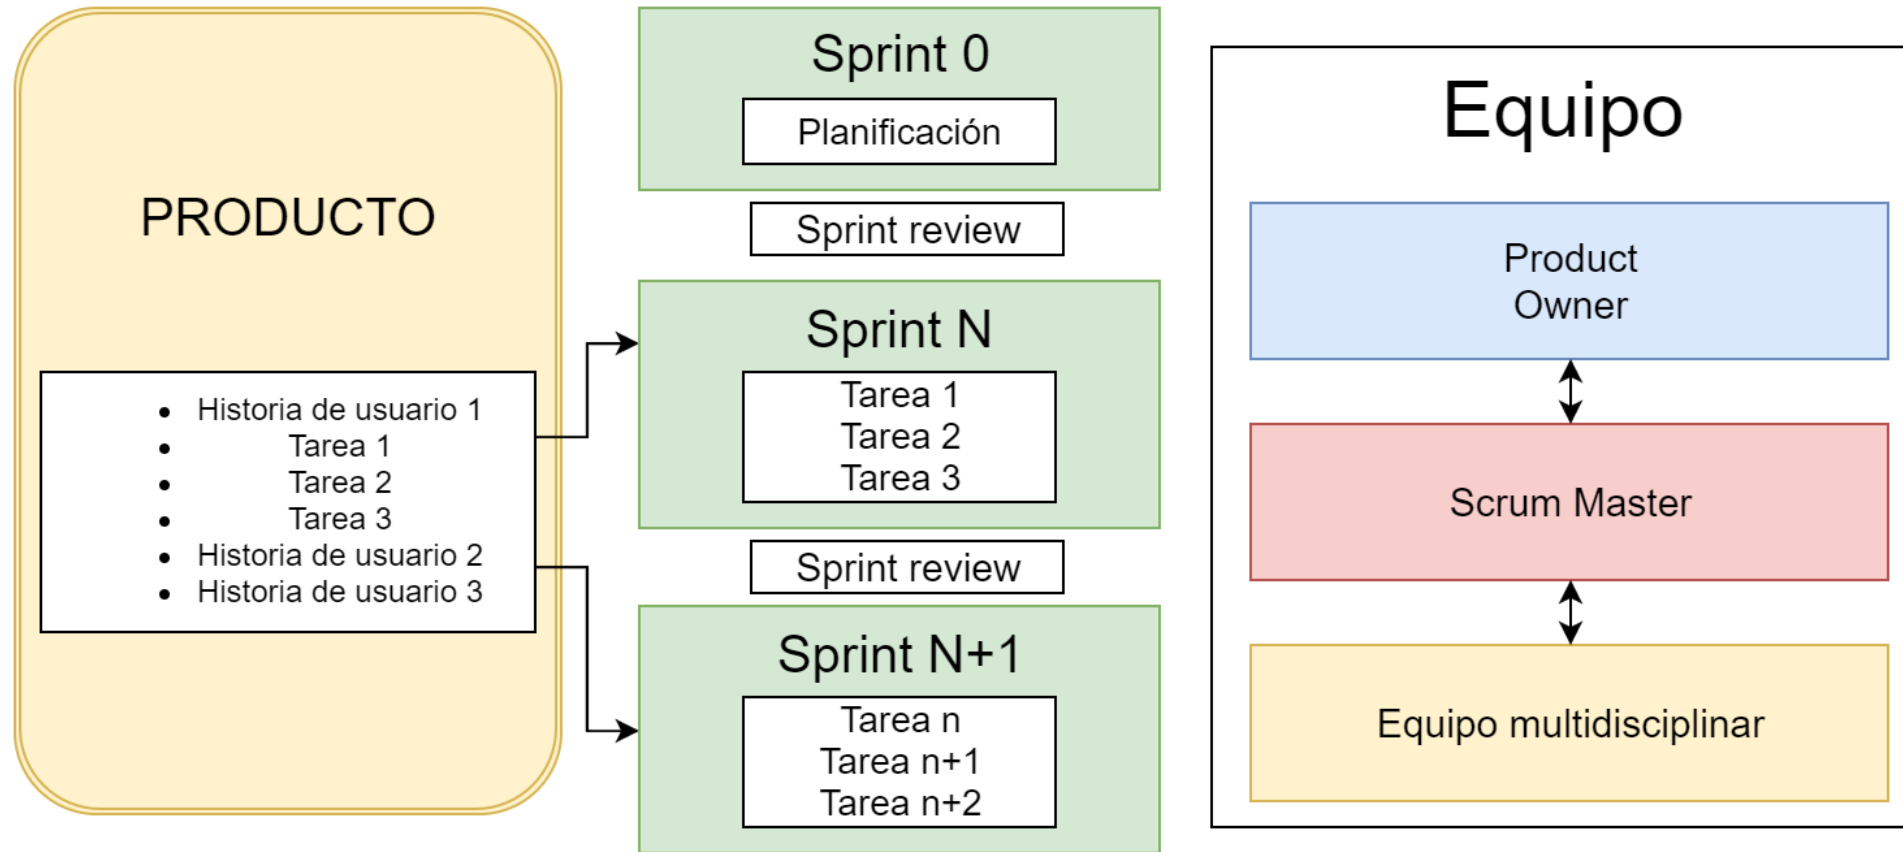 PRODUCTO
• Historia de usuario 1
• Tarea 1
• Tarea 2
• Tarea 3
• Historia de usuario 2
• Historia de usuario 3
Sprint 0
Planificación
Sprint review
Sprint N
Tarea 1
Tarea 2
Tarea 3
Sprint review
Sprint N+1
Tarea n
Tarea n+1
Tarea n+2
Equipo
Product
Owner
Scrum Master
Equipo multidisciplinar